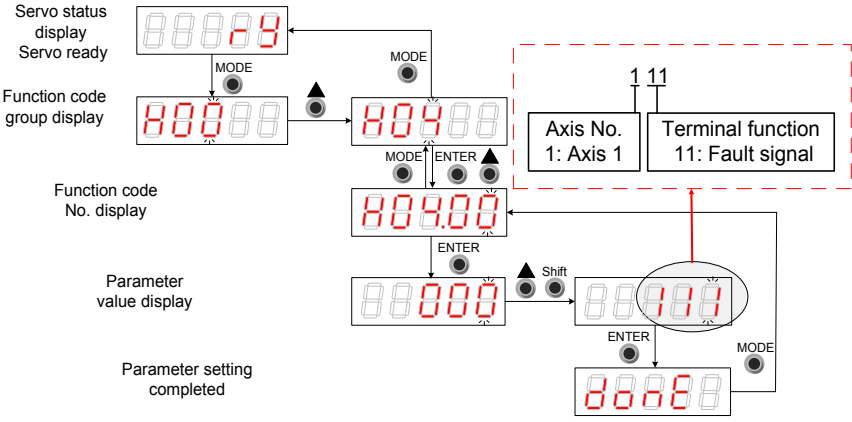 Servo status
display
Servo ready
ry
MODE
MODE
Function code
group display
H00
H04
MODE
ENTER
Function code
No. display
H04.00
ENTER
Parameter
value display
000
Shift
111
ENTER
MODE
Parameter setting
completed
donE
1 11
Axis No.
1: Axis 1
Terminal function
11: Fault signal